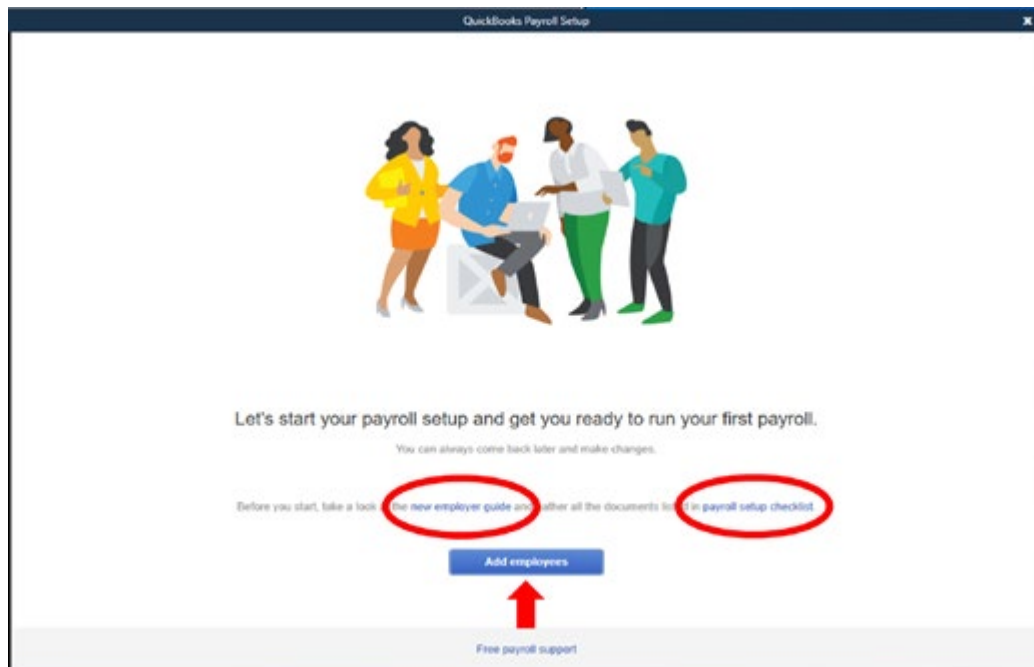 QuickBooks Payroll Setup
Let's start your payroll setup and get you ready to run your first payroll.
You can always come back later and make changes.
Before you start, take a look the new employer guide and gather all the documents in payroll setup checklist
Add employees
Free payroll support